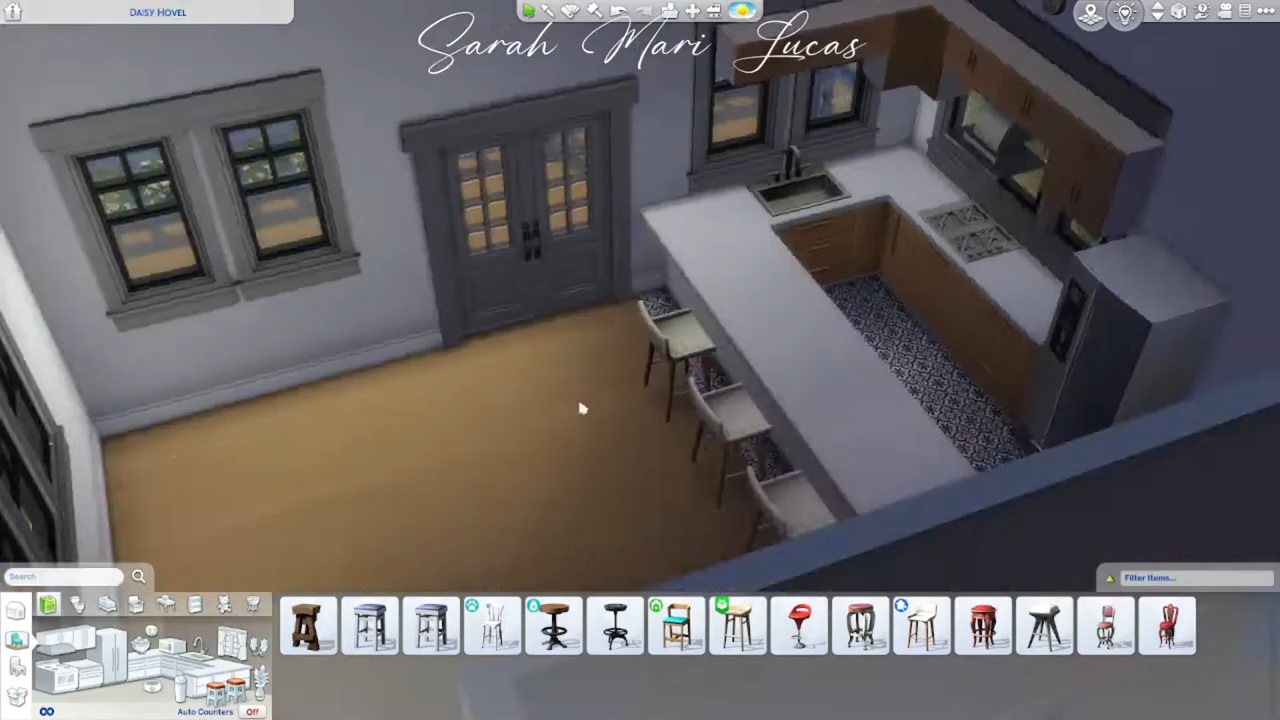 DAISY HOVEL
Sarah Mari Lucas
Search
Filter Items...
Auto Counters Off